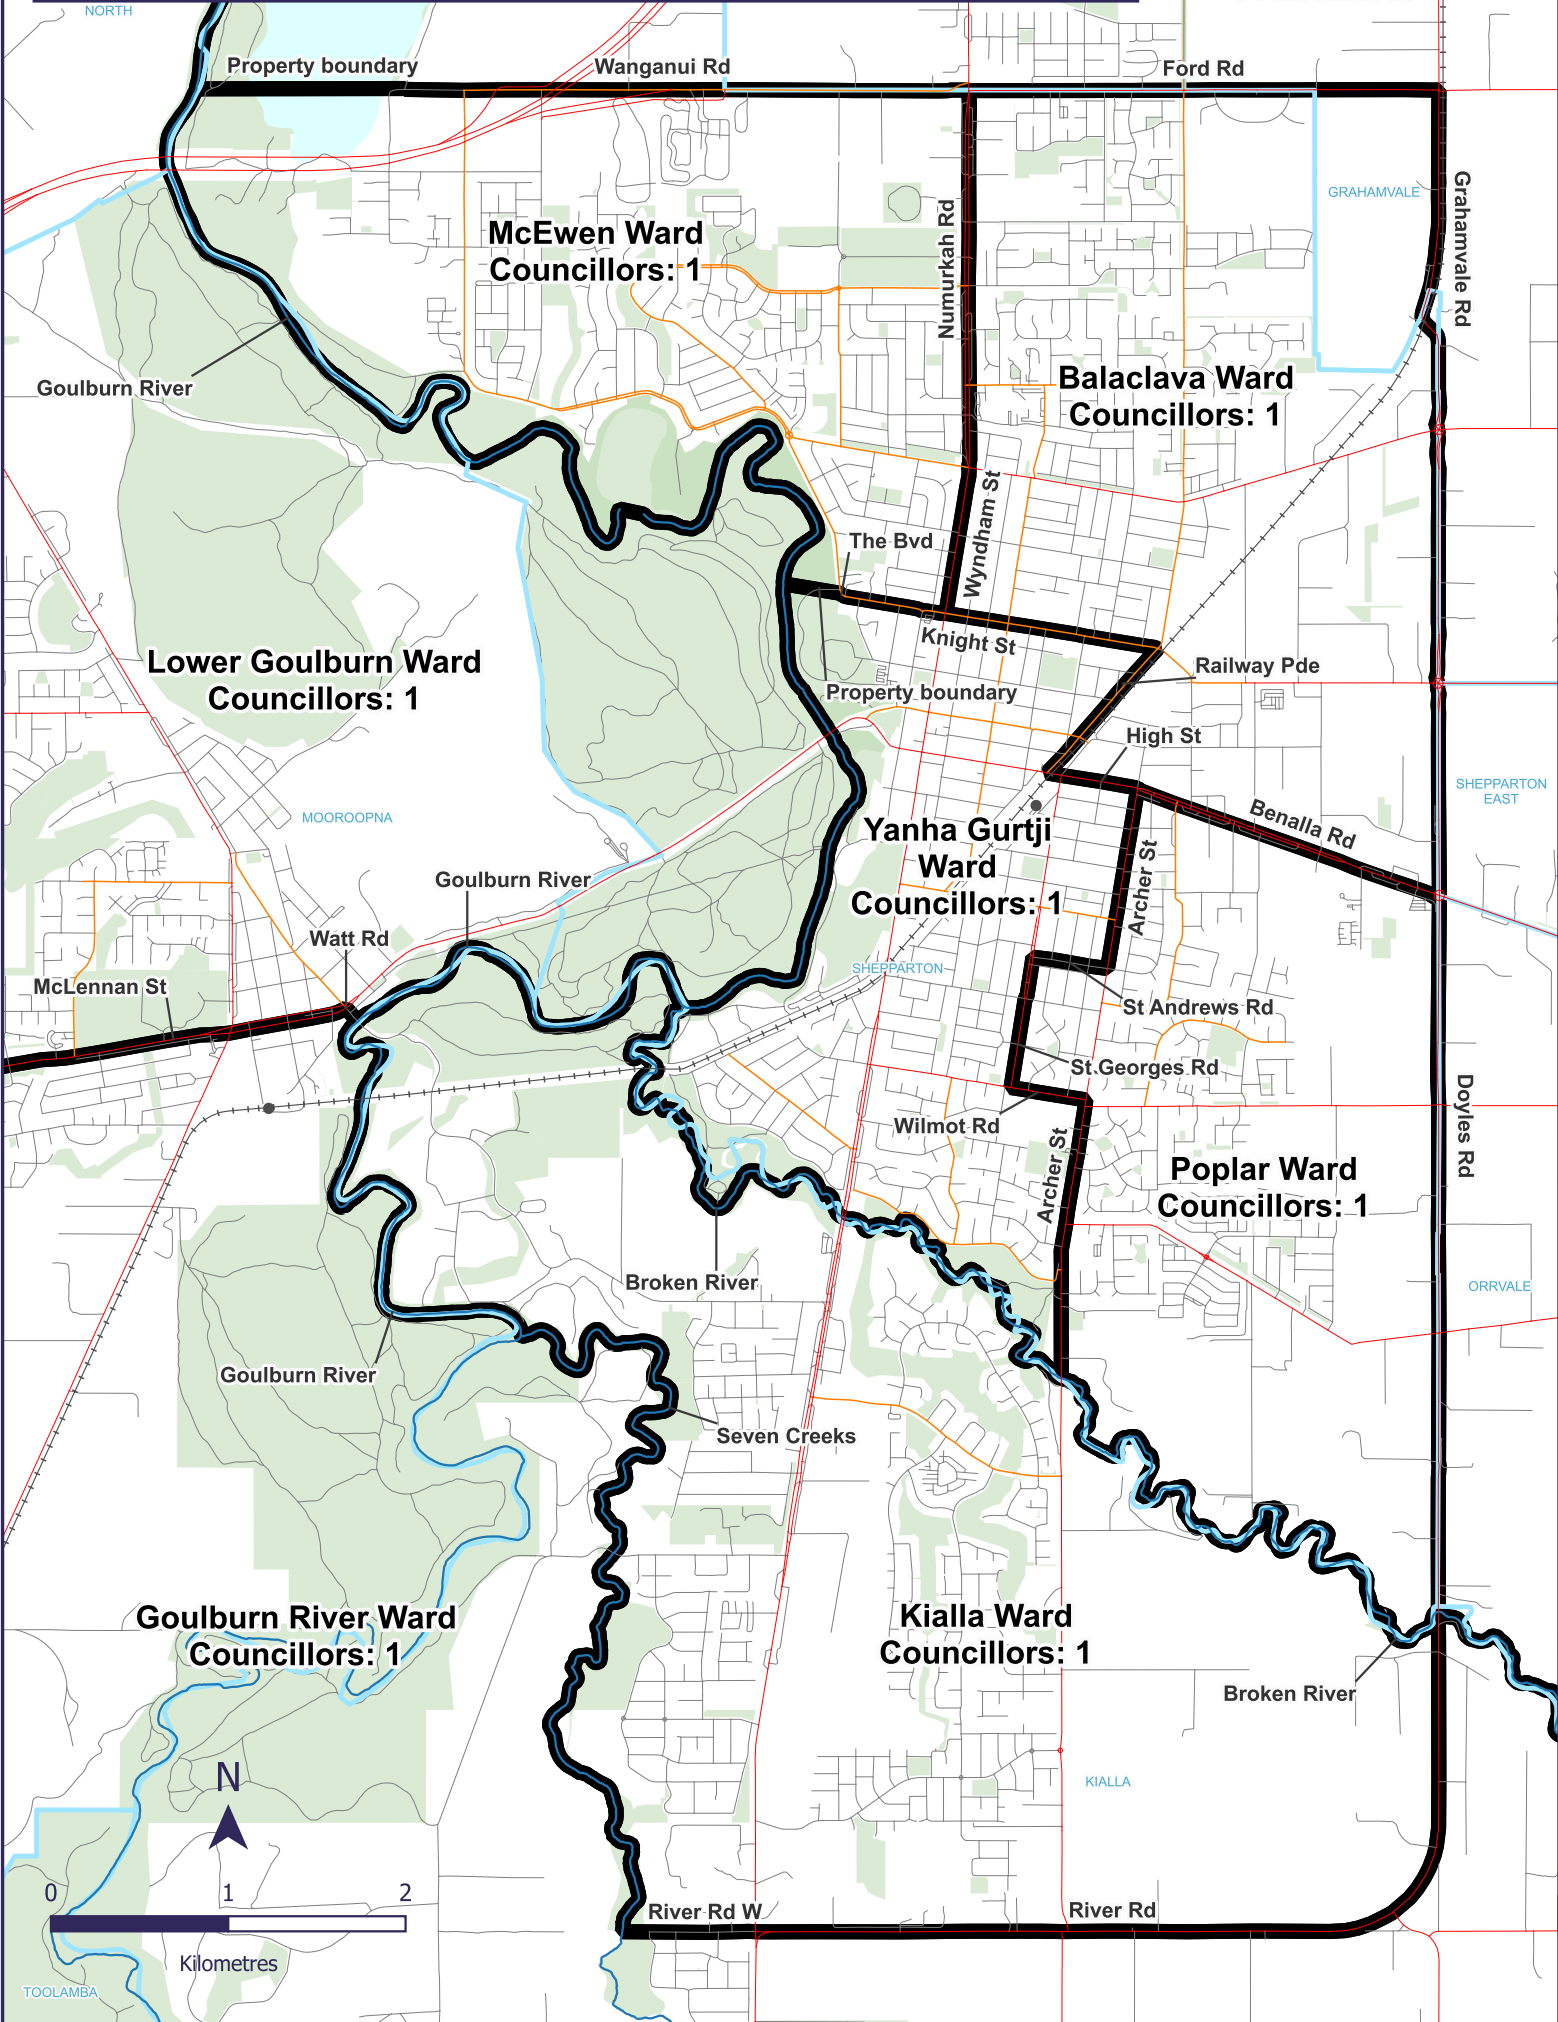 NORTH
Property boundary
Wanganui Rd
Ford Rd
GRAHAMVALE
Grahamvale Rd
Numurkah Rd
McEwen Ward
Councillors: 1
Goulburn River
Balaclava Ward
Councillors: 1
Wyndham St
The Bvd
Knight St
Railway Pde
Property boundary
Lower Goulburn Ward
Councillors: 1
High St
SHEPPARTON
EAST
MOOROOPNA
Benalla Rd
Yanha Gurtji
Ward
Councillors: 1
Archer St
Goulburn River
Watt Rd
McLennan St
SHEPPARTON
St Andrews Rd
St Georges Rd
Wilmot Rd
Doyles Rd
Archer St
Poplar Ward
Councillors: 1
Broken River
ORRVALE
Goulburn River
Seven Creeks
Goulburn River Ward
Councillors: 1
Kialla Ward
Councillors: 1
Broken River
KIALLA
N
0 1 2
Kilometres
River Rd W
River Rd
TOOLAMBA